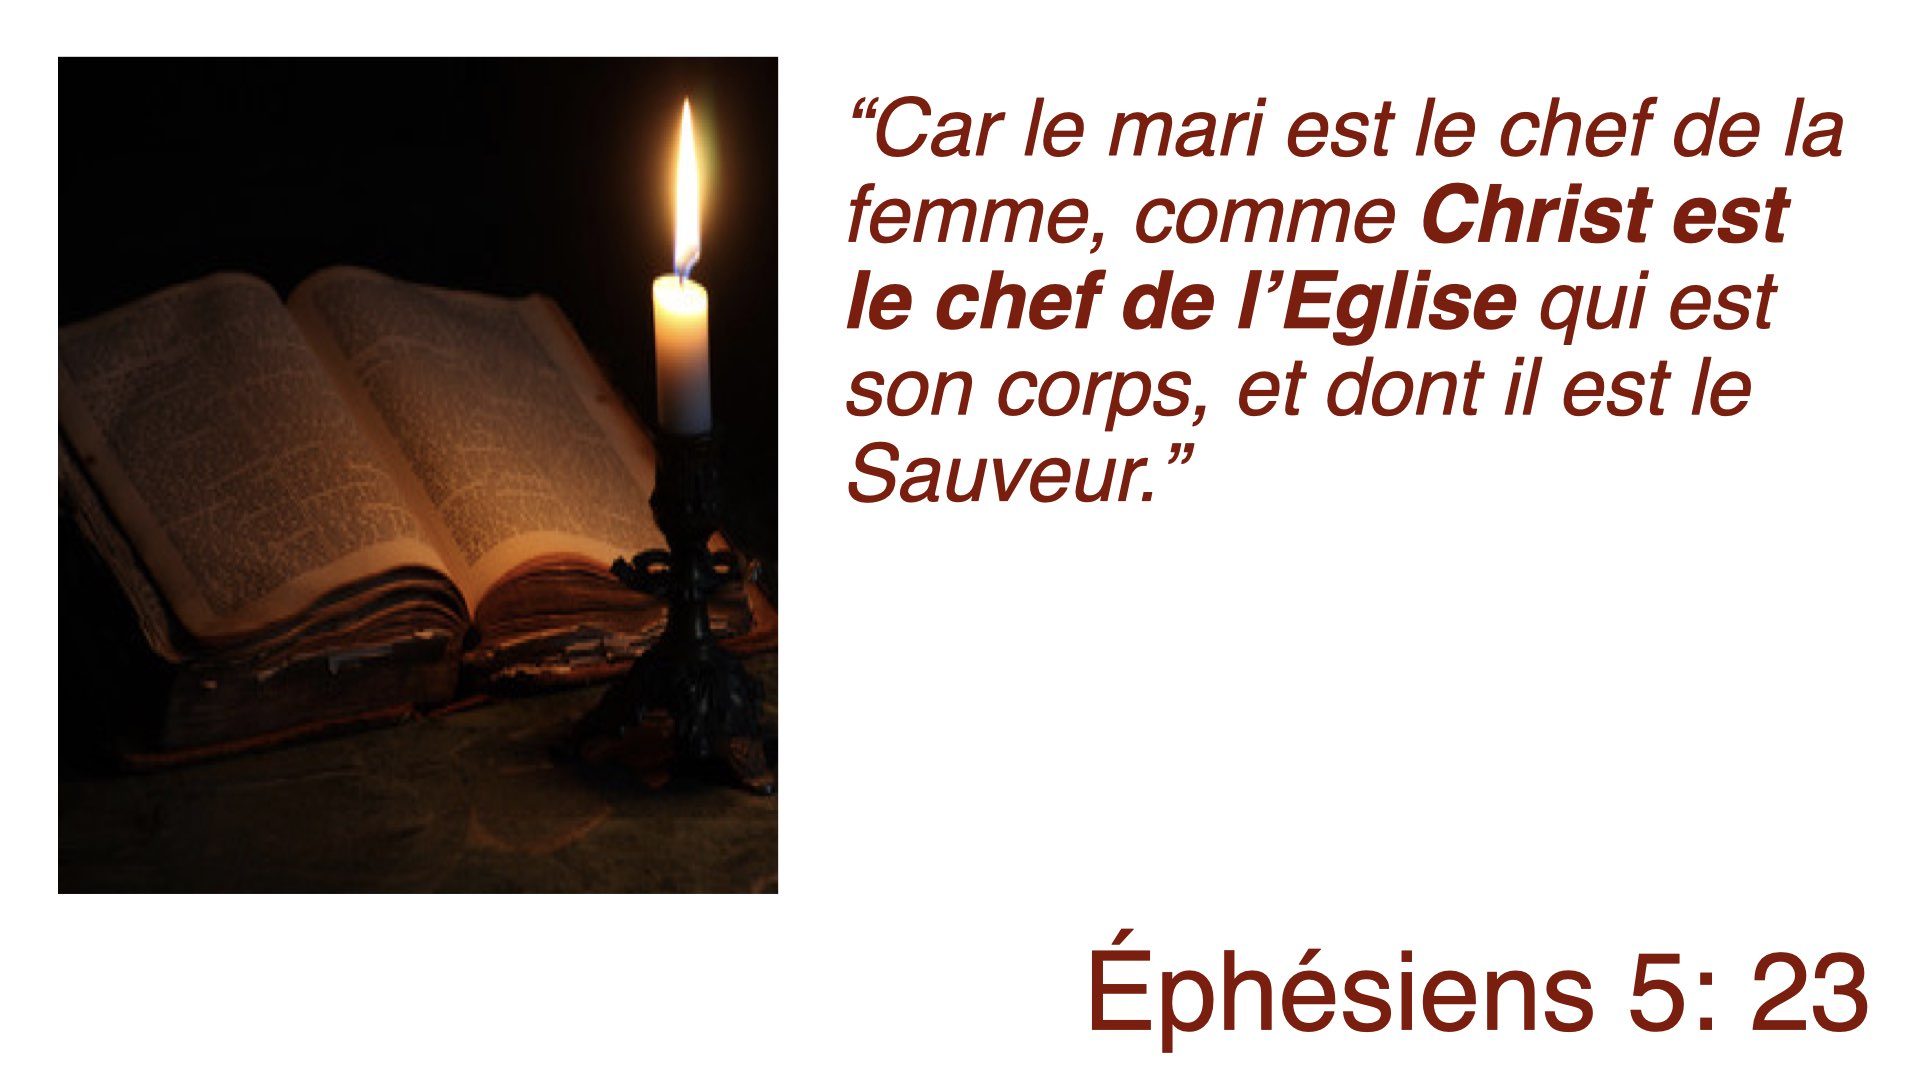 “Car le mari est le chef de la
femme, comme Christ est
le chef de l’Eglise qui est
son corps, et dont il est le
Sauveur.”
Éphésiens 5: 23